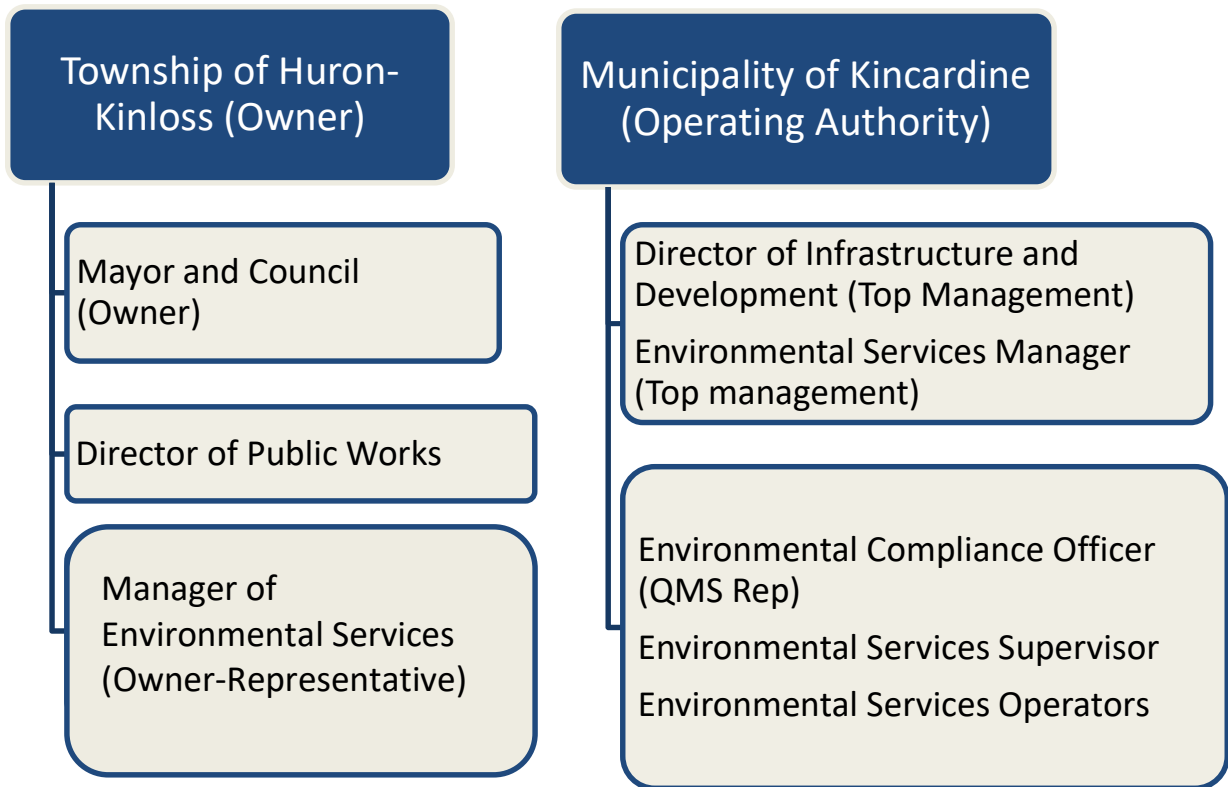 Township of Huron-
Kinloss (Owner)
Mayor and Council
(Owner)
Director of Public Works
Manager of
Environmental Services
(Owner-Representative)
Municipality of Kincardine
(Operating Authority)
Director of Infrastructure and
Development (Top Management)
Environmental Services Manager
(Top management)
Environmental Compliance Officer
(QMS Rep)
Environmental Services Supervisor
Environmental Services Operators